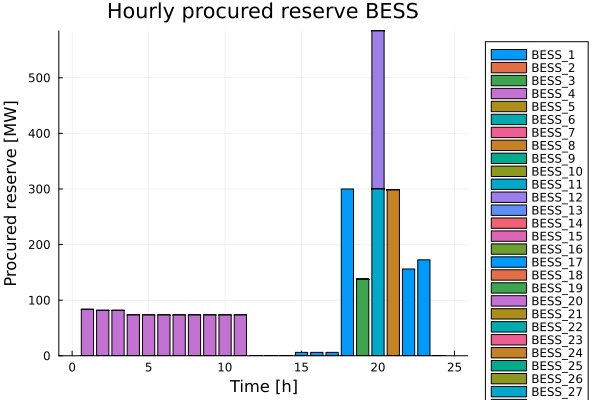 Hourly procured reserve BESS
Procured reserve [MW]
500
400
300
200
100
0
0
5
10
15
20
25
Time [h]
BESS_1
BESS_2
BESS_3
BESS_4
BESS_5
BESS_6
BESS_7
BESS_8
BESS_9
BESS_10
BESS_11
BESS_12
BESS_13
BESS_14
BESS_15
BESS_16
BESS_17
BESS_18
BESS_19
BESS_20
BESS_21
BESS_22
BESS_23
BESS_24
BESS_25
BESS_26
BESS_27